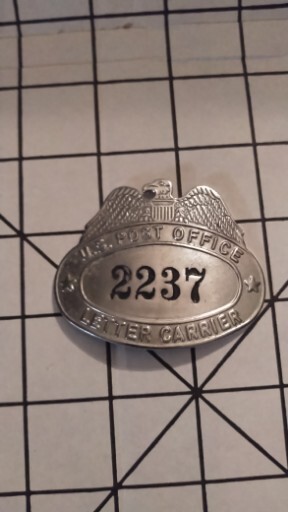 U.S. POST OFFICE
2237
LETTER CARRIER